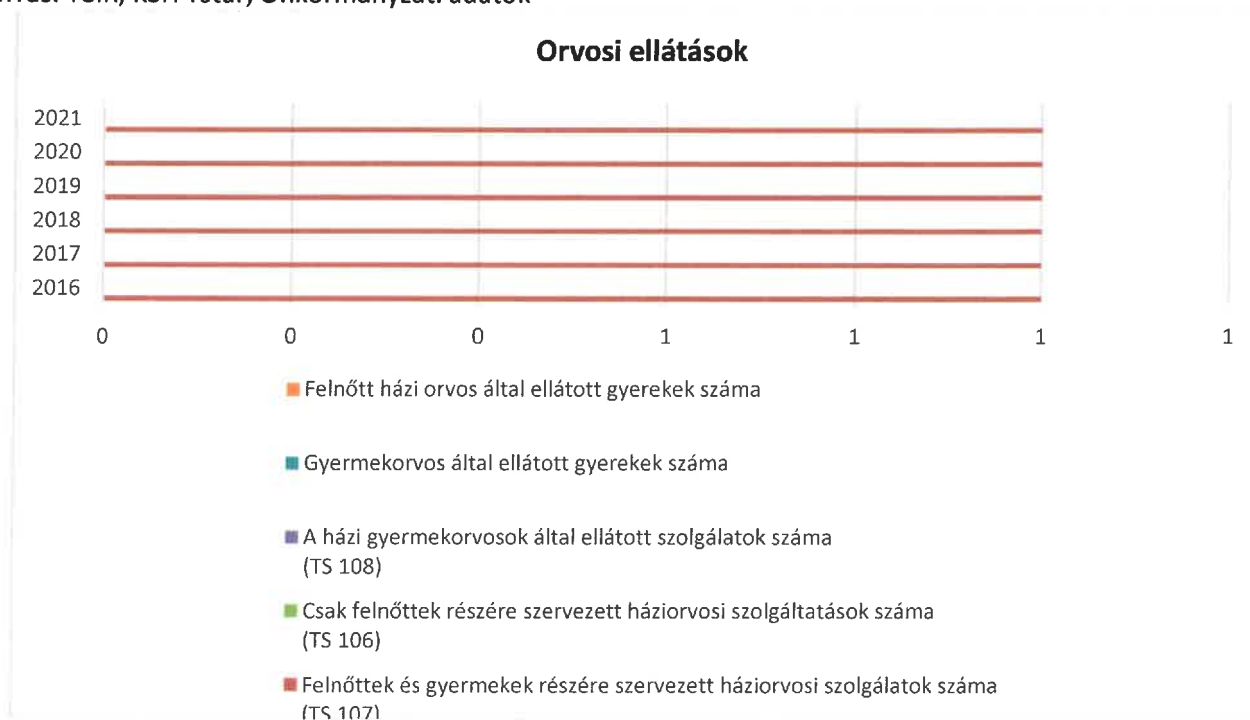 Orvosi ellátások
2021
2020
2019
2018
2017
2016
0 0 0 1 1 1 1
Felnőtt házi orvos által ellátott gyerekek száma
Gyermekorvos által ellátott gyerekek száma
A házi gyermekorvosok által ellátott szolgálatok száma
(TS 108)
Csak felnőttek részére szervezett háziorvosi szolgáltatások száma
(TS 106)
Felnőttek és gyermekek részére szervezett háziorvosi szolgálatok száma
(TS 107)